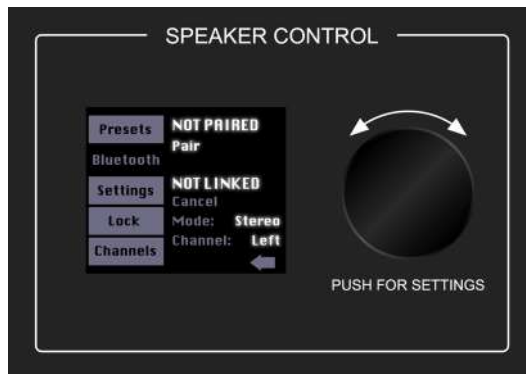 SPEAKER CONTROL
Presets
Bluetooth
Settings
Lock
Channels
NOT PAIRED
Pair
NOT LINKED
Cancel
Mode: Stereo
Channel: Left
PUSH FOR SETTINGS